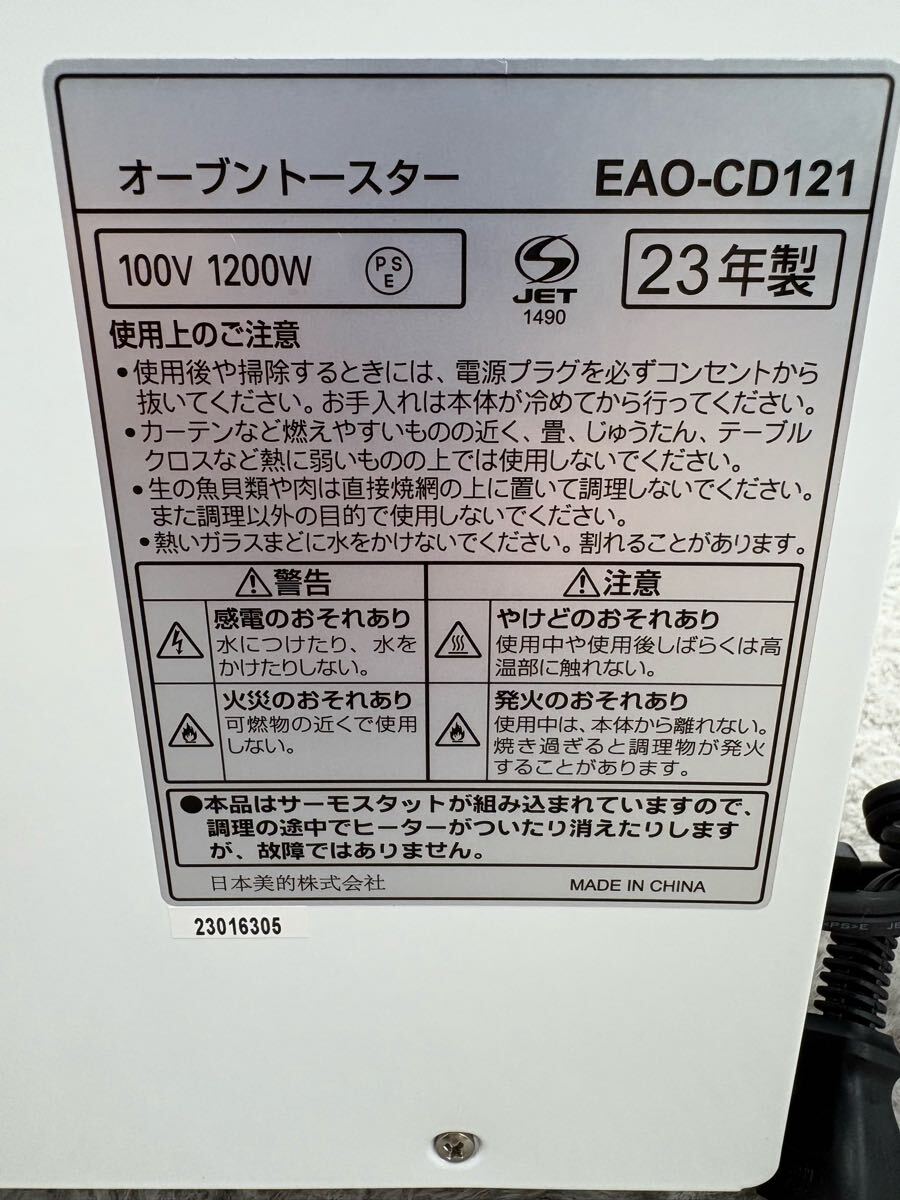 オーブントースター EAO-CD121
100V 1200W PSE JET 1490 23年製
使用上のご注意
•使用後や掃除するときには、電源プラグを必ずコンセントから
抜いてください。お手入れは本体が冷めてから行ってください。
•カーテンなど燃えやすいものの近く、畳、じゅうたん、テーブル
クロスなど熱に弱いものの上では使用しないでください。
•生の魚貝類や肉は直接焼網の上に置いて調理しないでください。
また調理以外の目的で使用しないでください。
•熱いガラスまどに水をかけないでください。割れることがあります。
警告
感電のおそれあり
水につけたり、水を
かけたりしない。
火災のおそれあり
可燃物の近くで使用
しない。
注意
やけどのおそれあり
使用中や使用後しばらくは高
温部に触れない。
発火のおそれあり
使用中は、本体から離れない。
焼き過ぎると調理物が発火
することがあります。
●本品はサーモスタットが組み込まれていますので、
調理の途中でヒーターがついたり消えたりします
が、故障ではありません。
日本美的株式会社 MADE IN CHINA
23016305